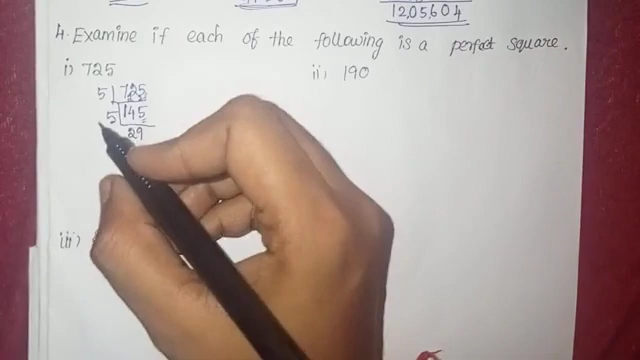 12,05,604
4. Examine if each of the following is a perfect square.
i) 725 ii) 190
5 | 725
5 | 145
29
iii)